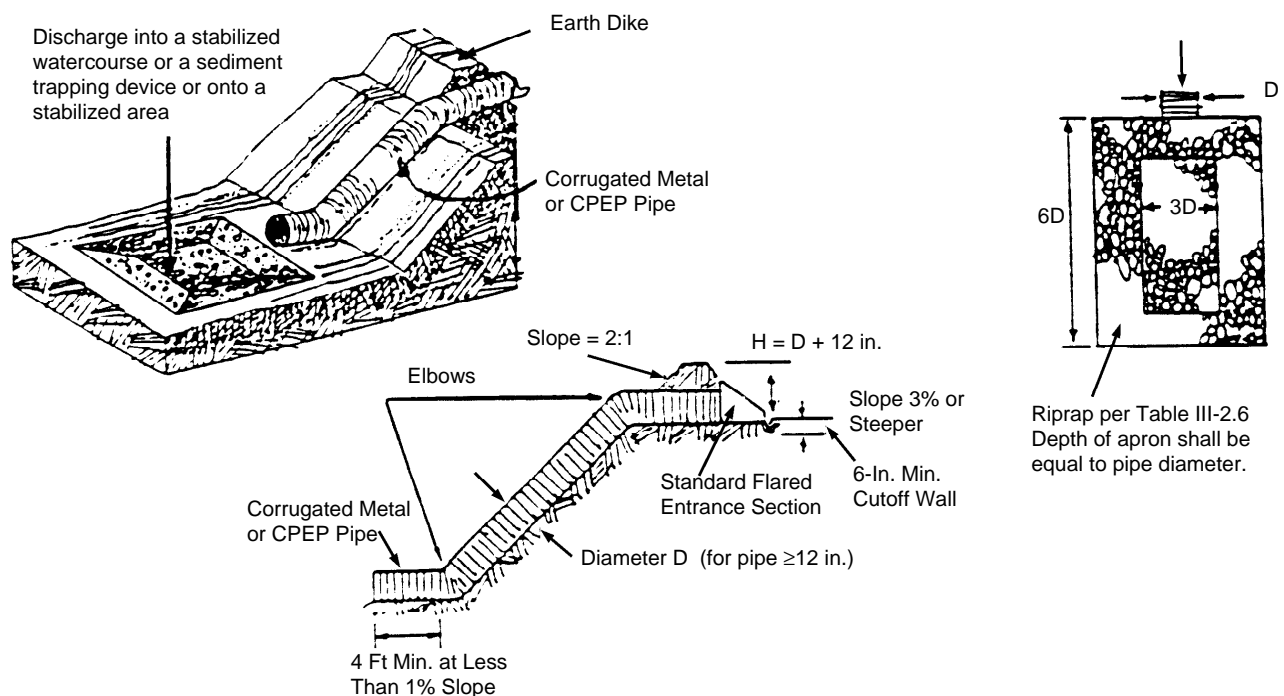 Discharge into a stabilized
watercourse or a sediment
trapping device or onto a
stabilized area
Earth Dike
Corrugated Metal
or CPEP Pipe
D
6D
3D
Riprap per Table III-2.6
Depth of apron shall be
equal to pipe diameter.
Slope = 2:1
H = D + 12 in.
Elbows
Slope 3% or
Steeper
Standard Flared
Entrance Section
6-In. Min.
Cutoff Wall
Corrugated Metal
or CPEP Pipe
Diameter D (for pipe ≥12 in.)
4 Ft Min. at Less
Than 1% Slope